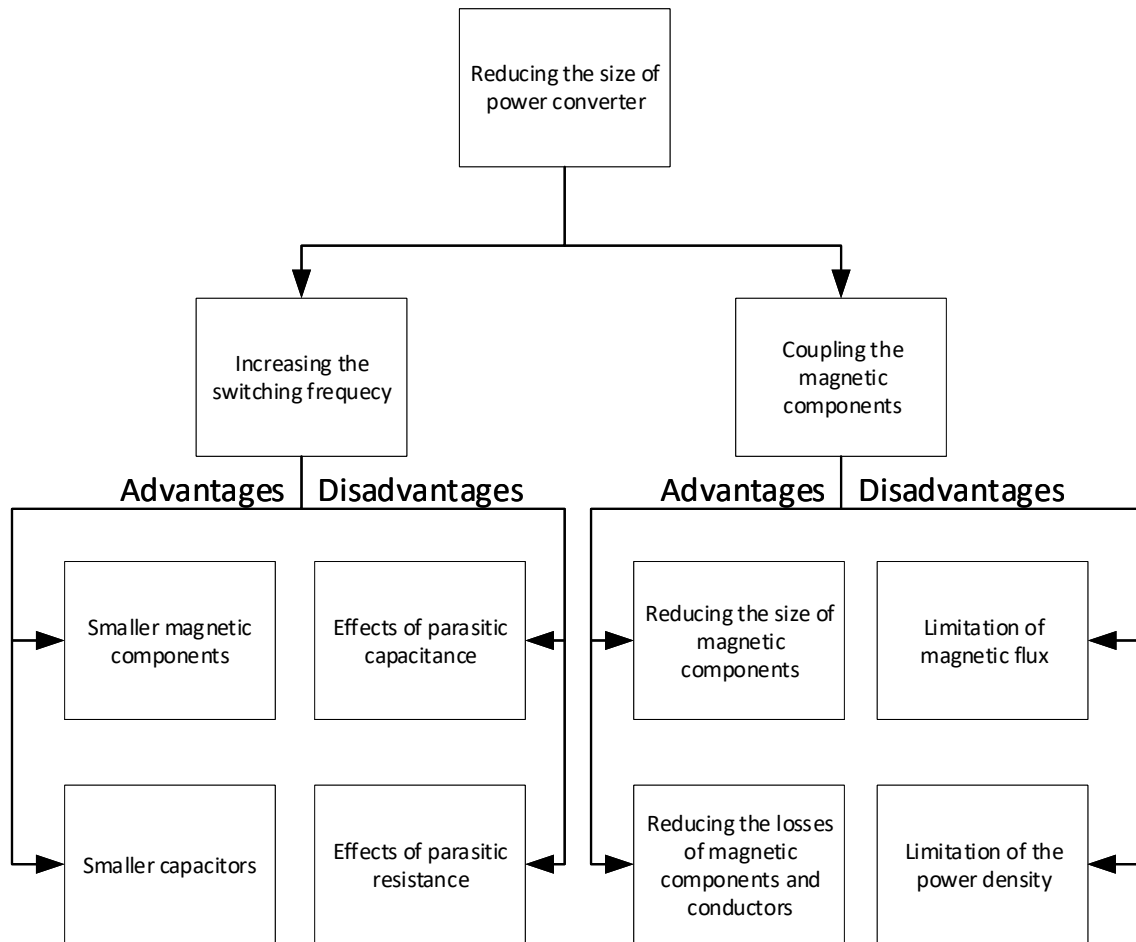 Reducing the size of
power converter
Increasing the
switching frequecy
Coupling the
magnetic
components
Advantages
Disadvantages
Advantages
Disadvantages
Smaller magnetic
components
Effects of parasitic
capacitance
Reducing the size of
magnetic
components
Limitation of
magnetic flux
Smaller capacitors
Effects of parasitic
resistance
Reducing the losses
of magnetic
components and
conductors
Limitation of the
power density